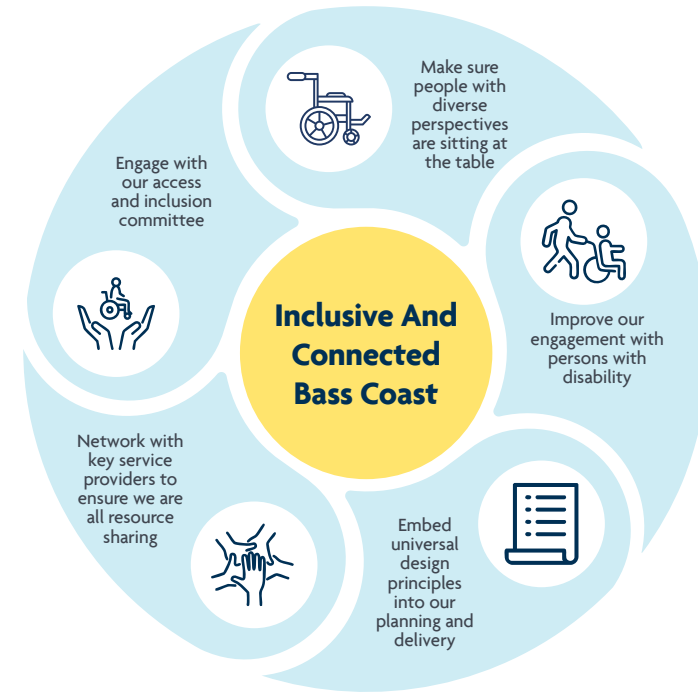 Make sure
people with
diverse
perspectives
are sitting at
the table
Engage with
our access
and inclusion
committee
Inclusive And
Connected
Bass Coast
Improve our
engagement with
persons with
disability
Network with
key service
providers to
ensure we are
all resource
sharing
Embed
universal
design
principles
into our
planning and
delivery